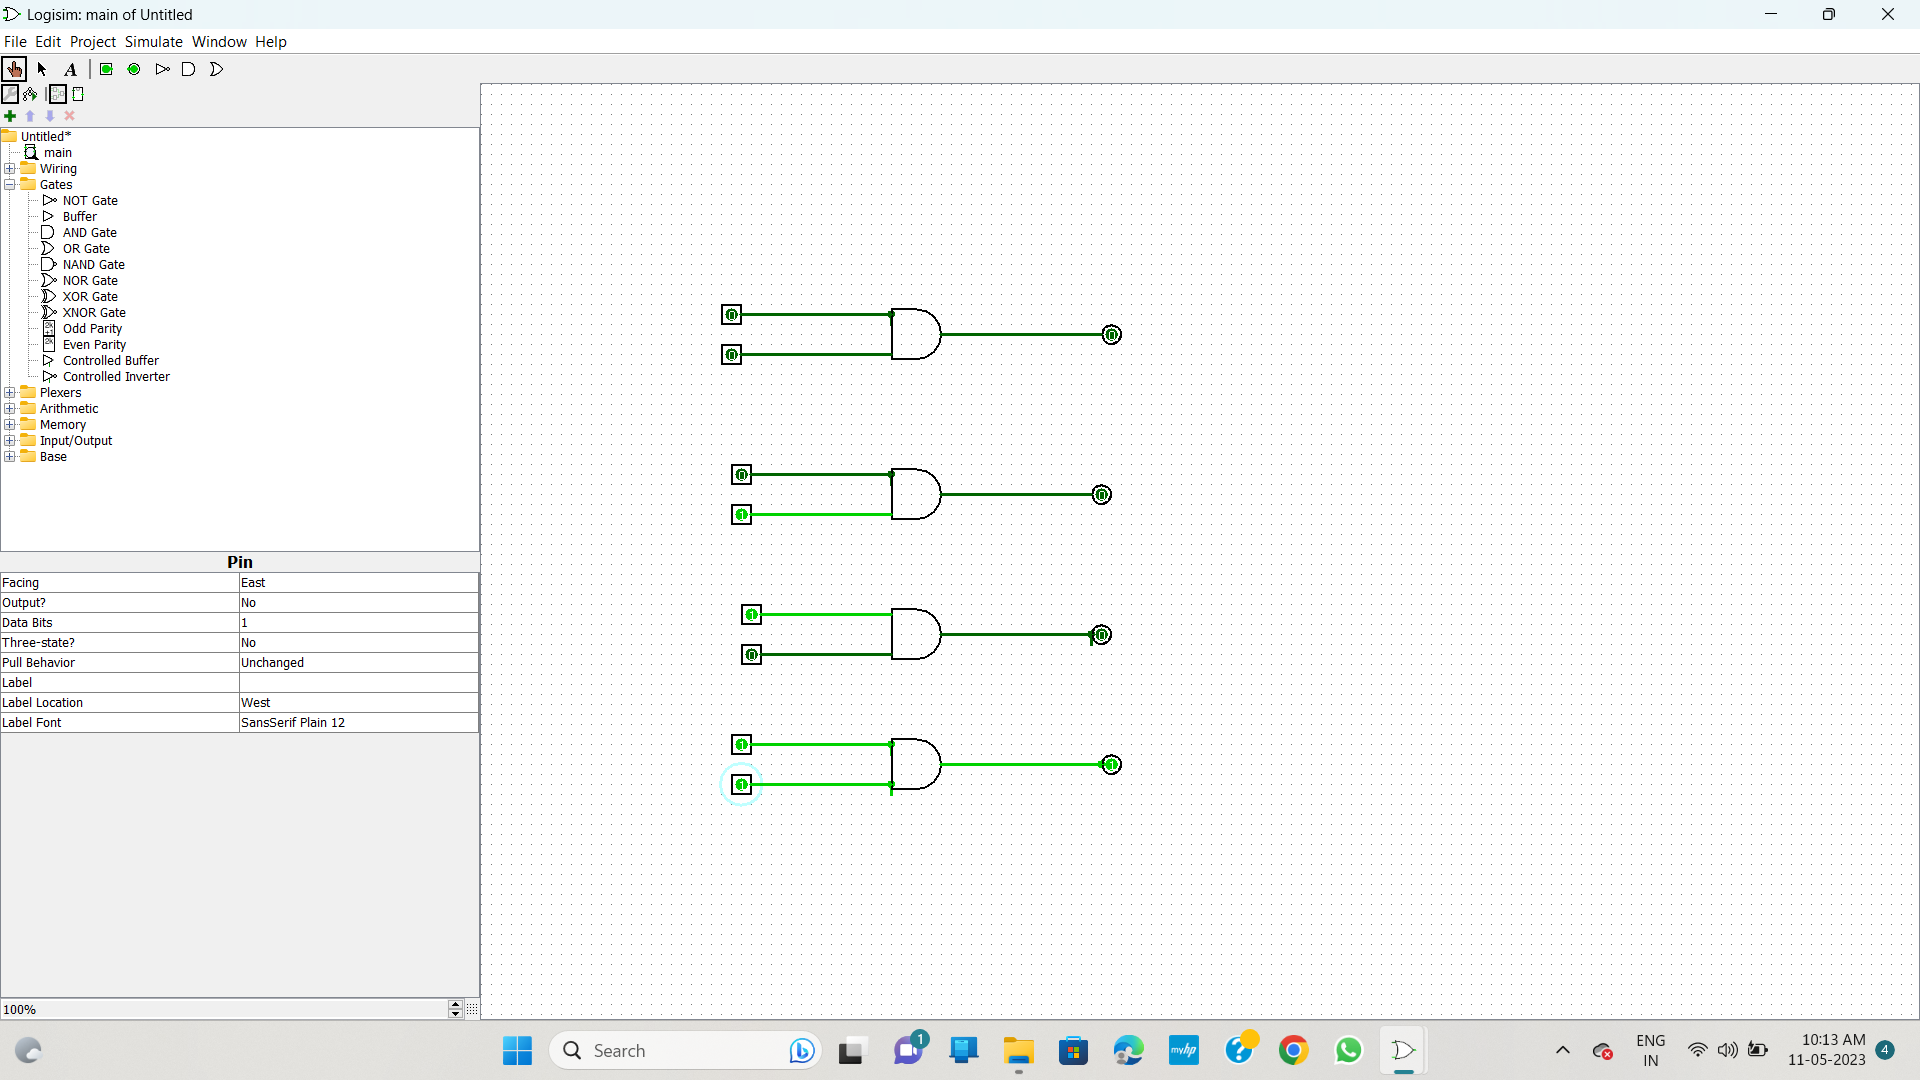 Logisim: main of Untitled
File Edit Project Simulate Window Help
A
Untitled*
main
Wiring
Gates
NOT Gate
Buffer
AND Gate
OR Gate
NAND Gate
NOR Gate
XOR Gate
XNOR Gate
2k+1 Odd Parity
2k Even Parity
Controlled Buffer
Controlled Inverter
Plexers
Arithmetic
Memory
Input/Output
Base
Pin
Facing East
Output? No
Data Bits 1
Three-state? No
Pull Behavior Unchanged
Label
Label Location West
Label Font SansSerif Plain 12
100%
0
0
0
0
0
1
1
0
0
1
1
1
Search
1
myhp
?
ENG
IN
10:13 AM
11-05-2023
4